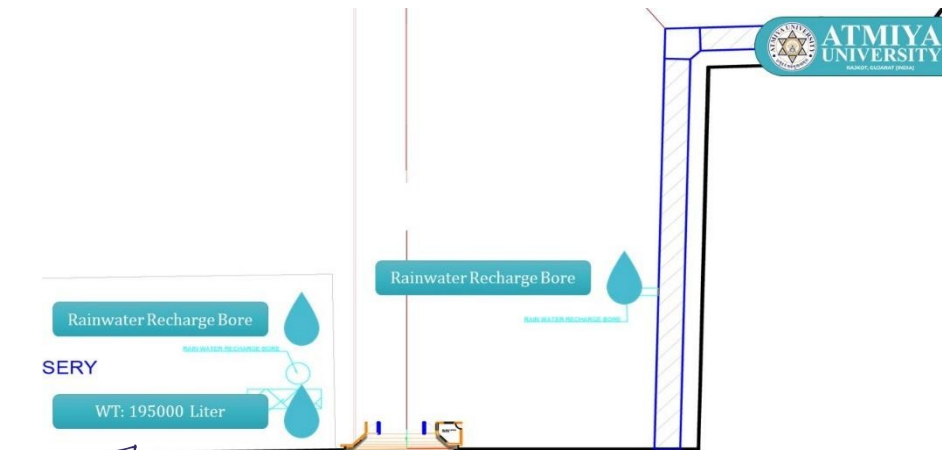 ATMIYA
UNIVERSITY
RAJKOT, GUJARAT (INDIA)
Rainwater Recharge Bore
RAIN WATER RECHARGE BORE
Rainwater Recharge Bore
RAIN WATER RECHARGE BORE
SERY
WT: 195000 Liter